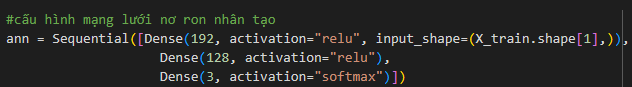 #cấu hình mạng lưới nơ ron nhân tạo
ann = Sequential([Dense(192, activation="relu", input_shape=(X_train.shape[1],)),
Dense(128, activation="relu"),
Dense(3, activation="softmax")])